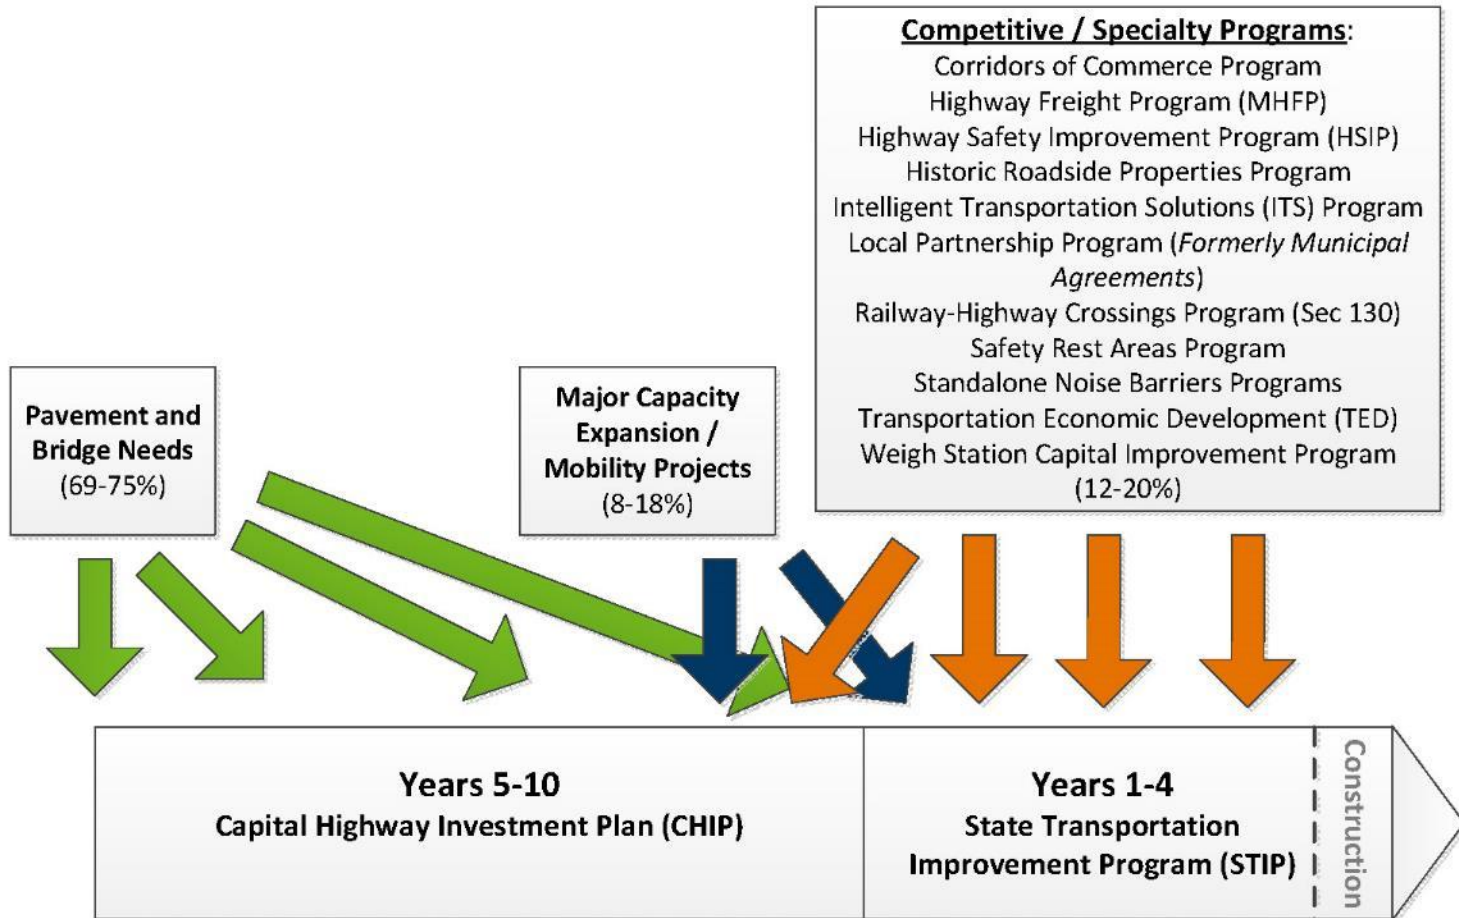 Competitive / Specialty Programs:
Corridors of Commerce Program
Highway Freight Program (MHFP)
Highway Safety Improvement Program (HSIP)
Historic Roadside Properties Program
Intelligent Transportation Solutions (ITS) Program
Local Partnership Program (Formerly Municipal
Agreements)
Railway-Highway Crossings Program (Sec 130)
Safety Rest Areas Program
Standalone Noise Barriers Programs
Transportation Economic Development (TED)
Weigh Station Capital Improvement Program
(12-20%)
Pavement and
Bridge Needs
(69-75%)
Major Capacity
Expansion /
Mobility Projects
(8-18%)
Years 5-10
Capital Highway Investment Plan (CHIP)
Years 1-4
State Transportation
Improvement Program (STIP)
Construction